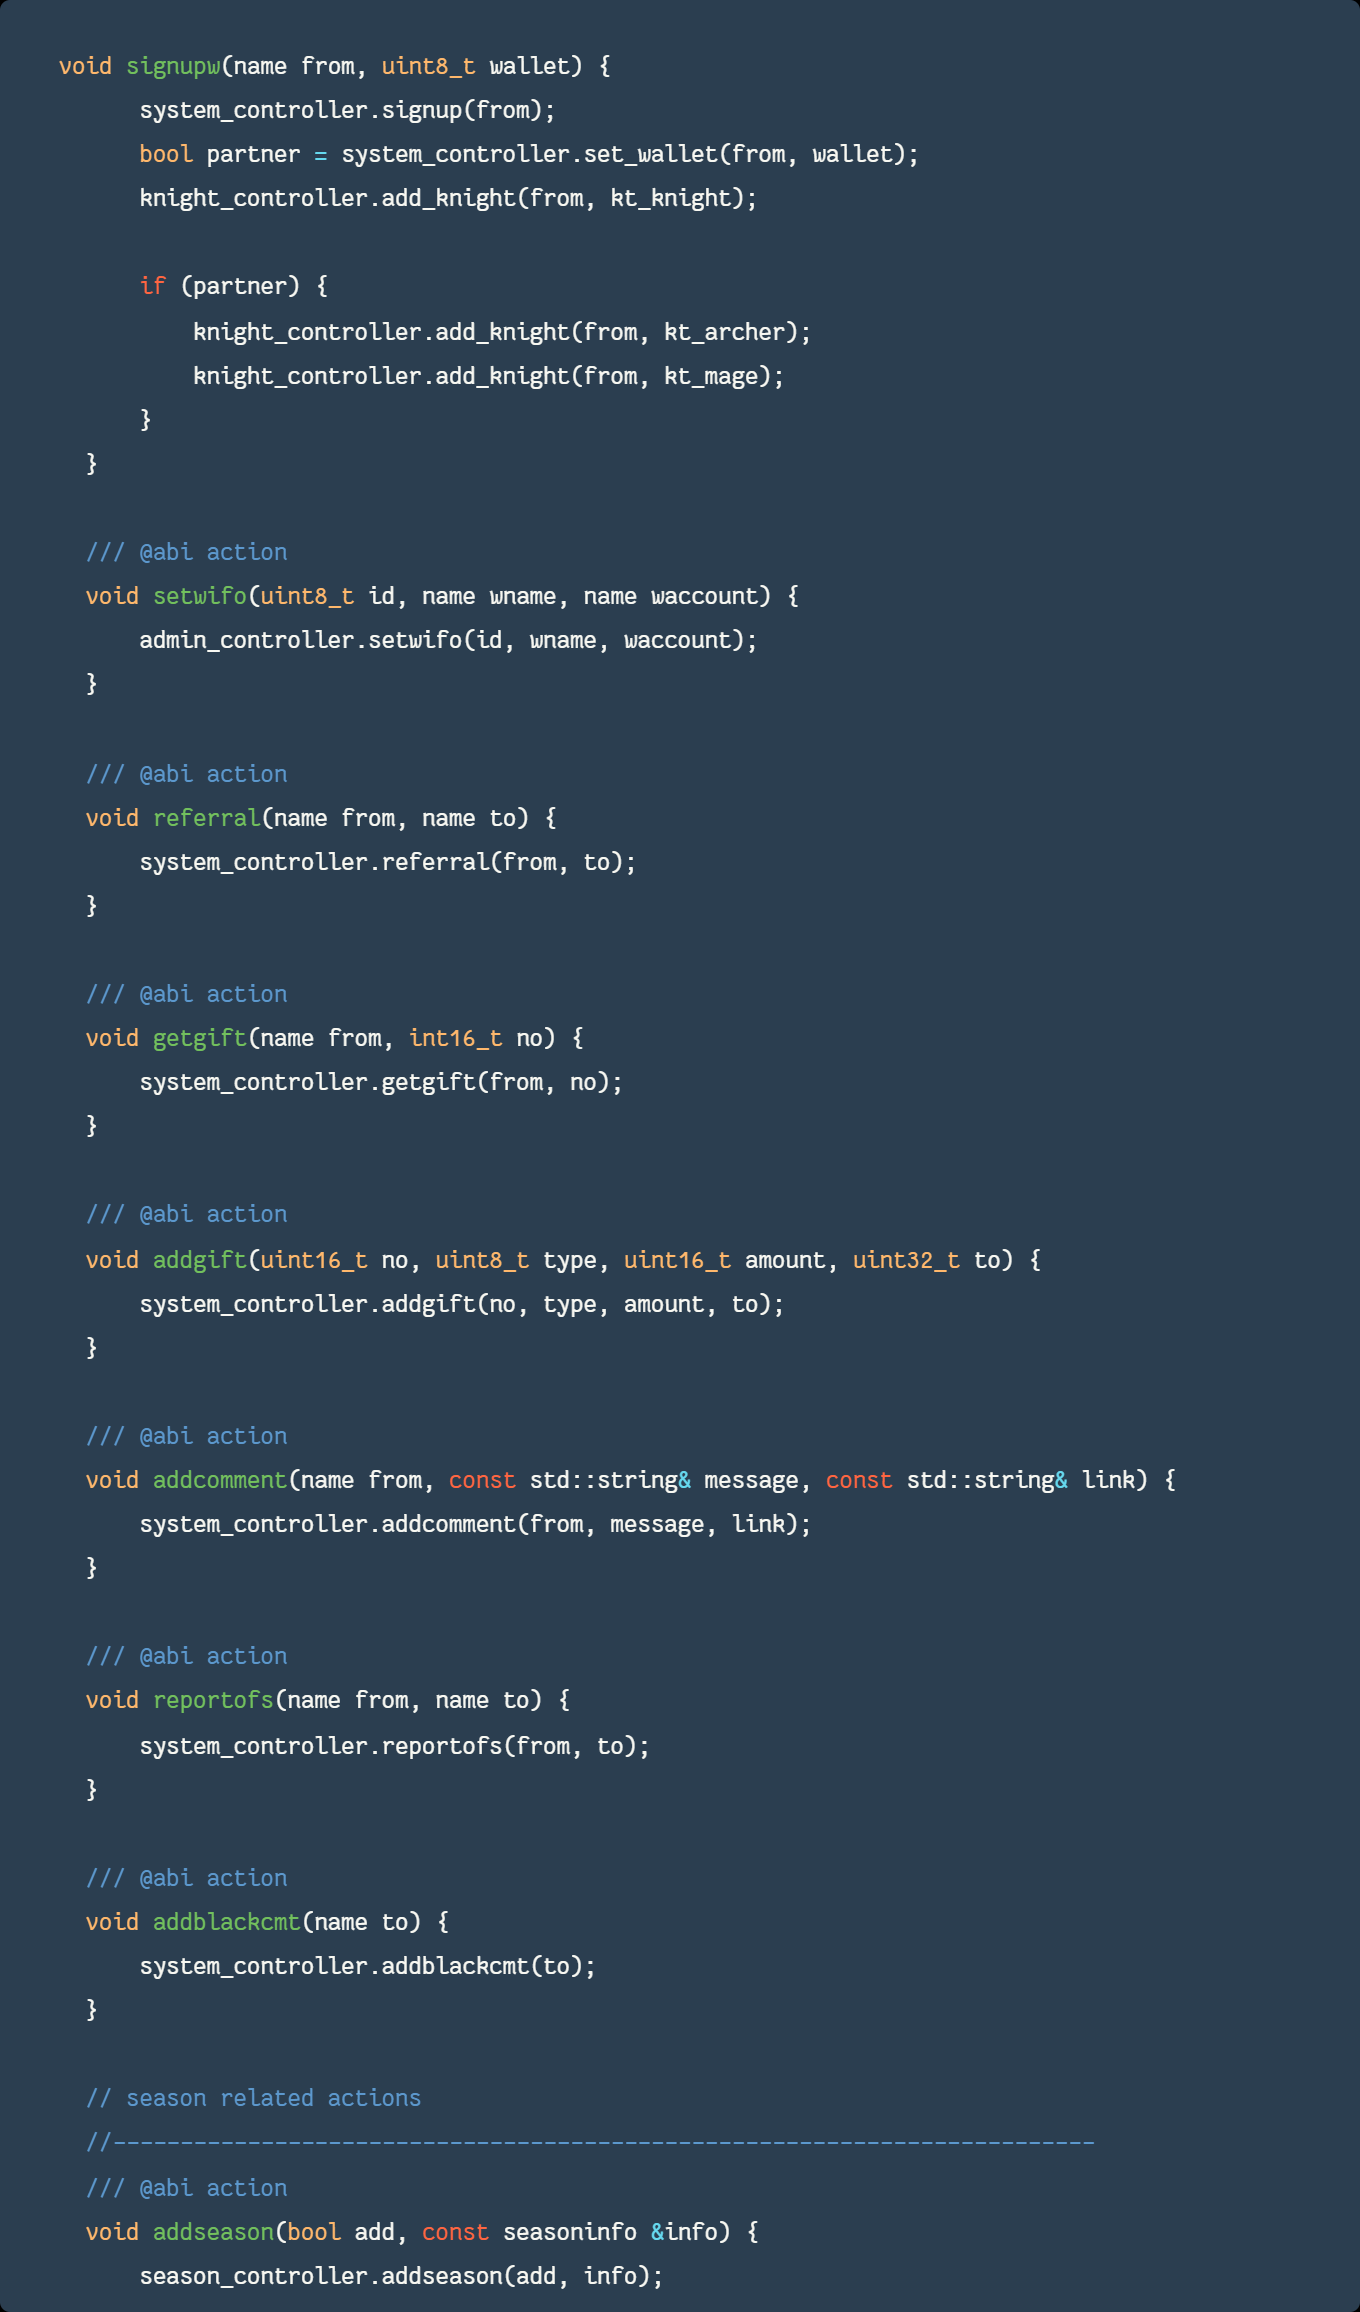 void signupw(name from, uint8_t wallet) {
      system_controller.signup(from);
      bool partner = system_controller.set_wallet(from, wallet);
      knight_controller.add_knight(from, kt_knight);

      if (partner) {
          knight_controller.add_knight(from, kt_archer);
          knight_controller.add_knight(from, kt_mage);
      }
  }

  /// @abi action
  void setwifo(uint8_t id, name wname, name waccount) {
      admin_controller.setwifo(id, wname, waccount);
  }

  /// @abi action
  void referral(name from, name to) {
      system_controller.referral(from, to);
  }

  /// @abi action
  void getgift(name from, int16_t no) {
      system_controller.getgift(from, no);
  }

  /// @abi action
  void addgift(uint16_t no, uint8_t type, uint16_t amount, uint32_t to) {
      system_controller.addgift(no, type, amount, to);
  }

  /// @abi action
  void addcomment(name from, const std::string& message, const std::string& link) {
      system_controller.addcomment(from, message, link);
  }

  /// @abi action
  void reportofs(name from, name to) {
      system_controller.reportofs(from, to);
  }

  /// @abi action
  void addblackcmt(name to) {
      system_controller.addblackcmt(to);
  }

  // season related actions
  //-------------------------------------------------------------------------
  /// @abi action
  void addseason(bool add, const seasoninfo &info) {
      season_controller.addseason(add, info);